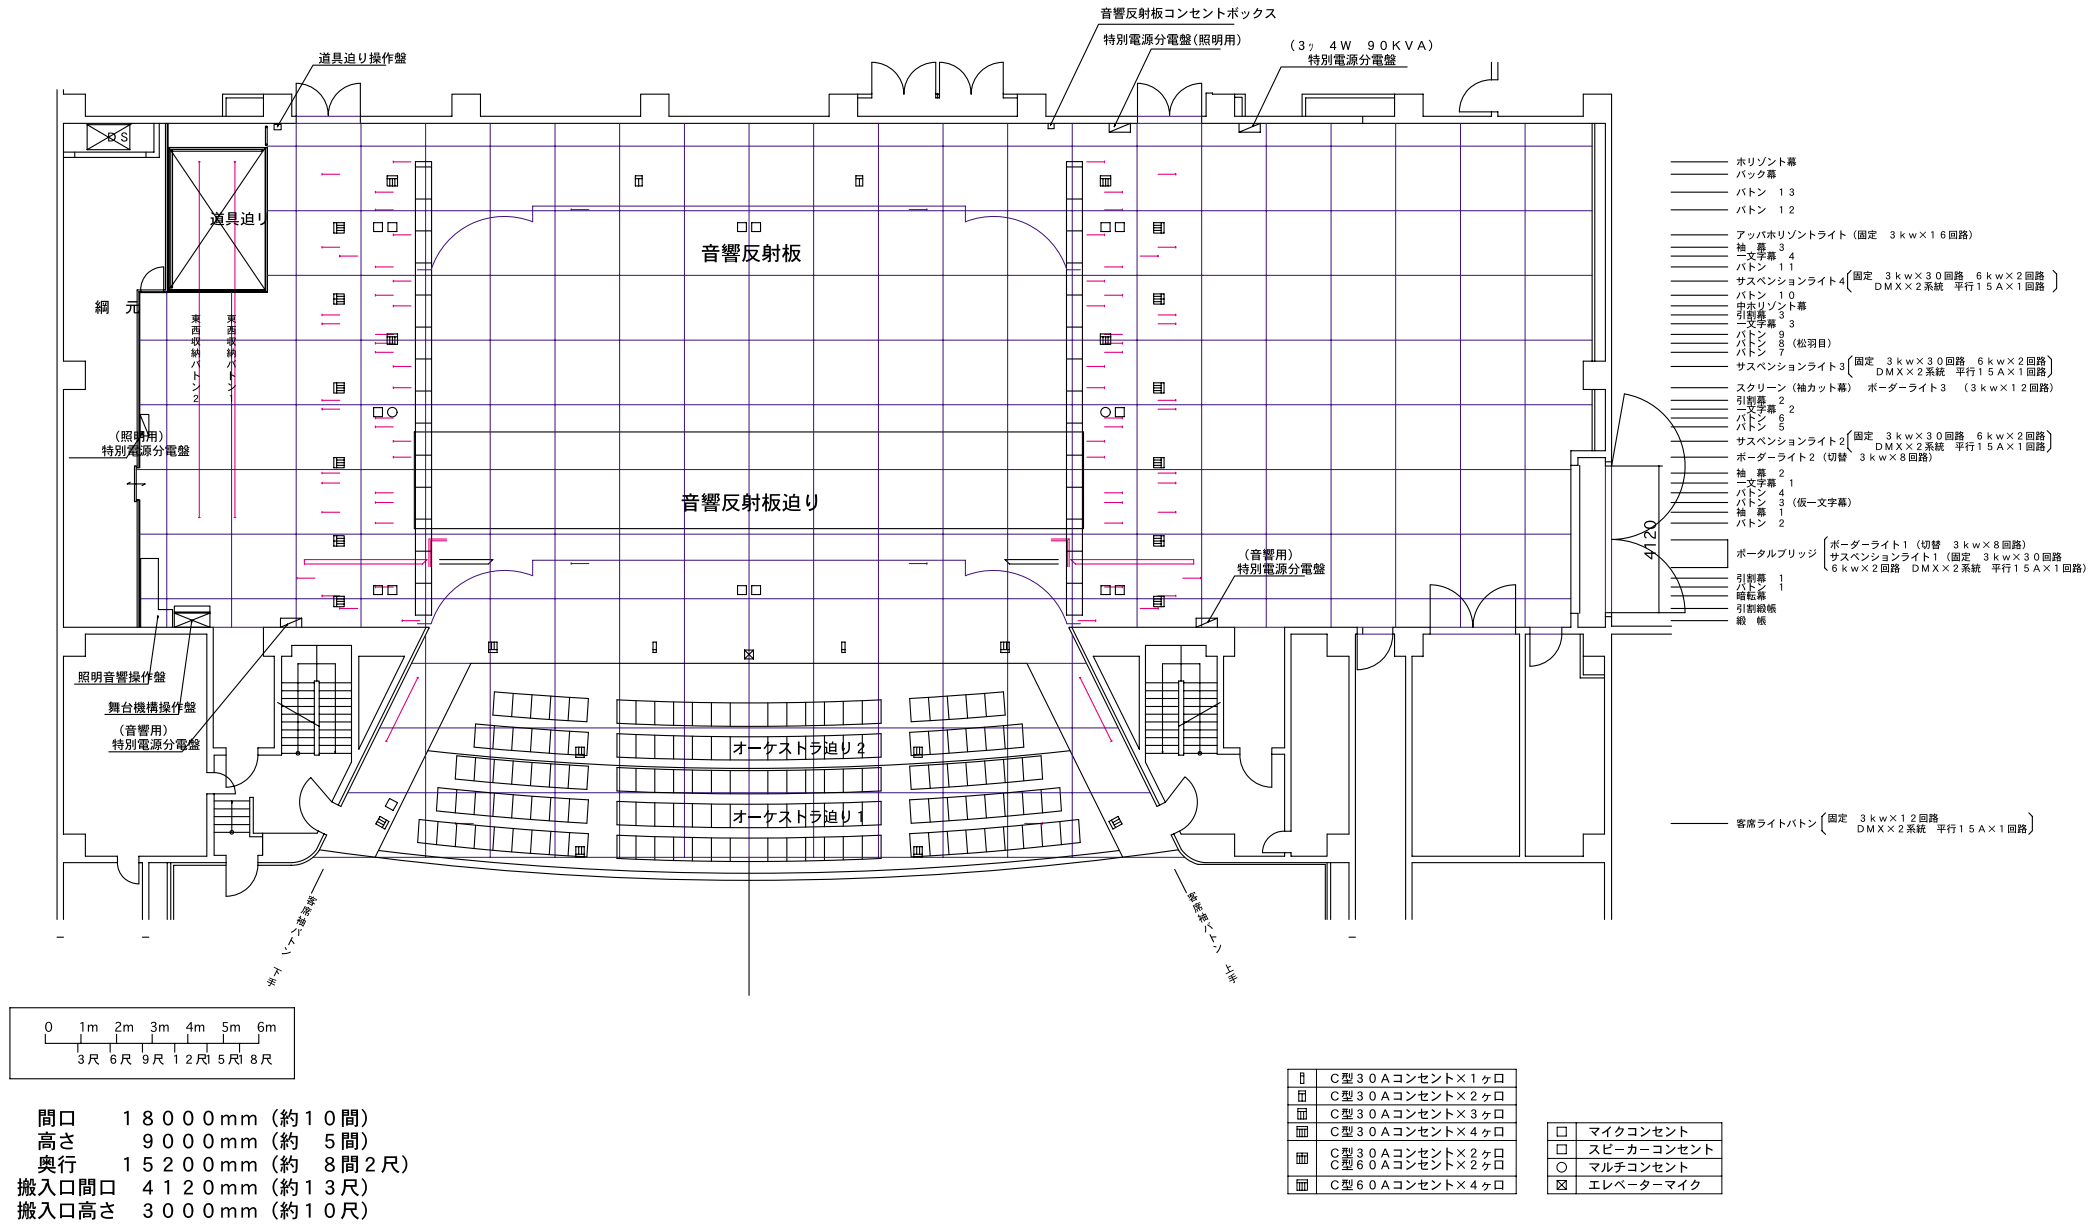 音響反射板コンセントボックス
特別電源分電盤(照明用)
(3ッ 4W 90KVA)
特別電源分電盤
道具迫り操作盤
DS
道具迫り
綱 元
東西収納バトン2
東西収納バトン1
(照明用)
特別電源分電盤
音響反射板
音響反射板迫り
(音響用)
特別電源分電盤
4120
ホリゾント幕
バック幕
バトン 13
バトン 12
アッパホリゾントライト(固定 3kw×16回路)
袖 幕 3
一文字幕 4
バトン 11
サスペンションライト4(固定 3kw×30回路 6kw×2回路
DMX×2系統 平行15A×1回路)
バトン 10
中ホリゾント幕
引割幕 3
一文字幕 3
バトン 9
バトン 8(松羽目)
バトン 7
サスペンションライト3(固定 3kw×30回路 6kw×2回路
DMX×2系統 平行15A×1回路)
スクリーン(袖カット幕) ボーダーライト3 (3kw×12回路)
引割幕 2
一文字幕 2
バトン 6
バトン 5
サスペンションライト2(固定 3kw×30回路 6kw×2回路
DMX×2系統 平行15A×1回路)
ボーダーライト2(切替 3kw×8回路)
袖 幕 2
一文字幕 1
バトン 4
バトン 3(仮一文字幕)
袖 幕 1
バトン 2
ポータルブリッジ
ボーダーライト1(切替 3kw×8回路)
サスペンションライト1(固定 3kw×30回路
6kw×2回路 DMX×2系統 平行15A×1回路)
引割幕 1
バトン 1
暗転幕
引割緞帳
緞 帳
照明音響操作盤
舞台機構操作盤
(音響用)
特別電源分電盤
オーケストラ迫り2
オーケストラ迫り1
客席ライトバトン(固定 3kw×12回路
DMX×2系統 平行15A×1回路)
客席袖バトン 下手
客席袖バトン 上手
0 1m 2m 3m 4m 5m 6m
3尺 6尺 9尺 12尺 15尺 18尺
間口 18000mm(約10間)
高さ 9000mm(約 5間)
奥行 15200mm(約 8間2尺)
搬入口間口 4120mm(約13尺)
搬入口高さ 3000mm(約10尺)
C型30Aコンセント×1ヶ口
C型30Aコンセント×2ヶ口
C型30Aコンセント×3ヶ口
C型30Aコンセント×4ヶ口
C型30Aコンセント×2ヶ口
C型60Aコンセント×2ヶ口
C型60Aコンセント×4ヶ口
マイクコンセント
スピーカーコンセント
マルチコンセント
エレベーターマイク